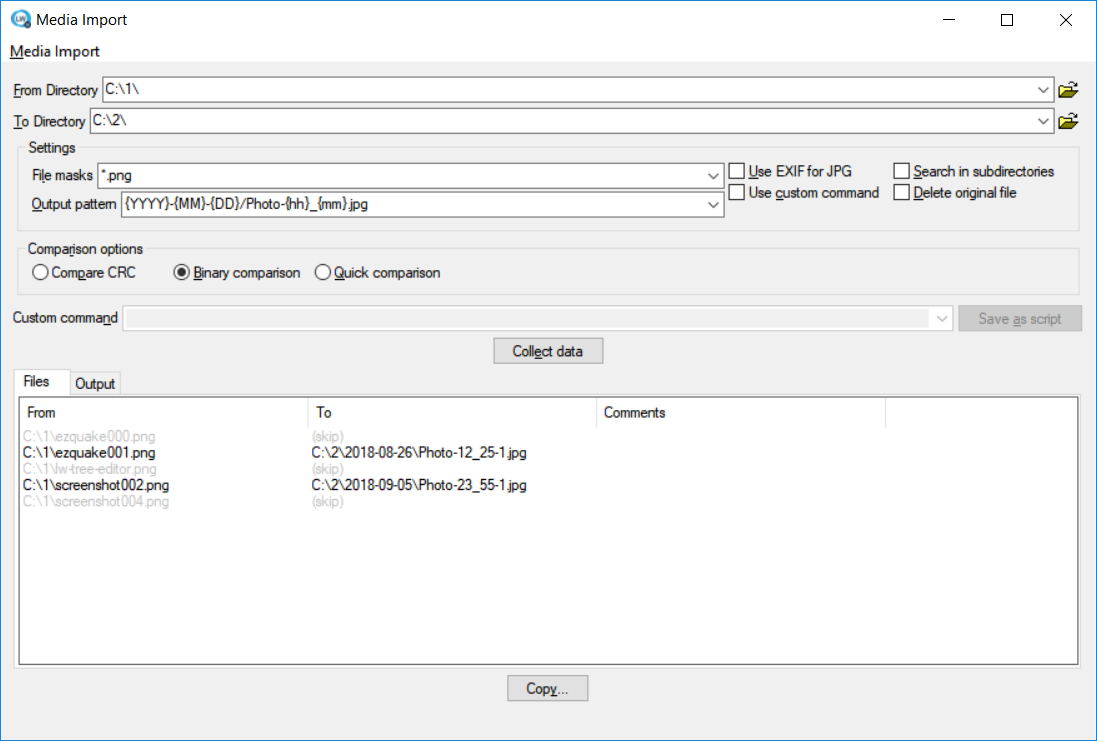 LW Media Import
Media Import
From Directory C:\1\
To Directory C:\2\
Settings
File masks *.png Use EXIF for JPG Search in subdirectories
Output pattern {YYYY}-{MM}-{DD}/Photo-{hh}_{mm}.jpg Use custom command Delete original file
Comparison options
Compare CRC Binary comparison Quick comparison
Custom command Save as script
Collect data
Files Output
From To Comments
C:\1\ezquake000.png (skip)
C:\1\ezquake001.png C:\2\2018-08-26\Photo-12_25-1.jpg
C:\1\lw-tree-editor.png (skip)
C:\1\screenshot002.png C:\2\2018-09-05\Photo-23_55-1.jpg
C:\1\screenshot004.png (skip)
Copy...